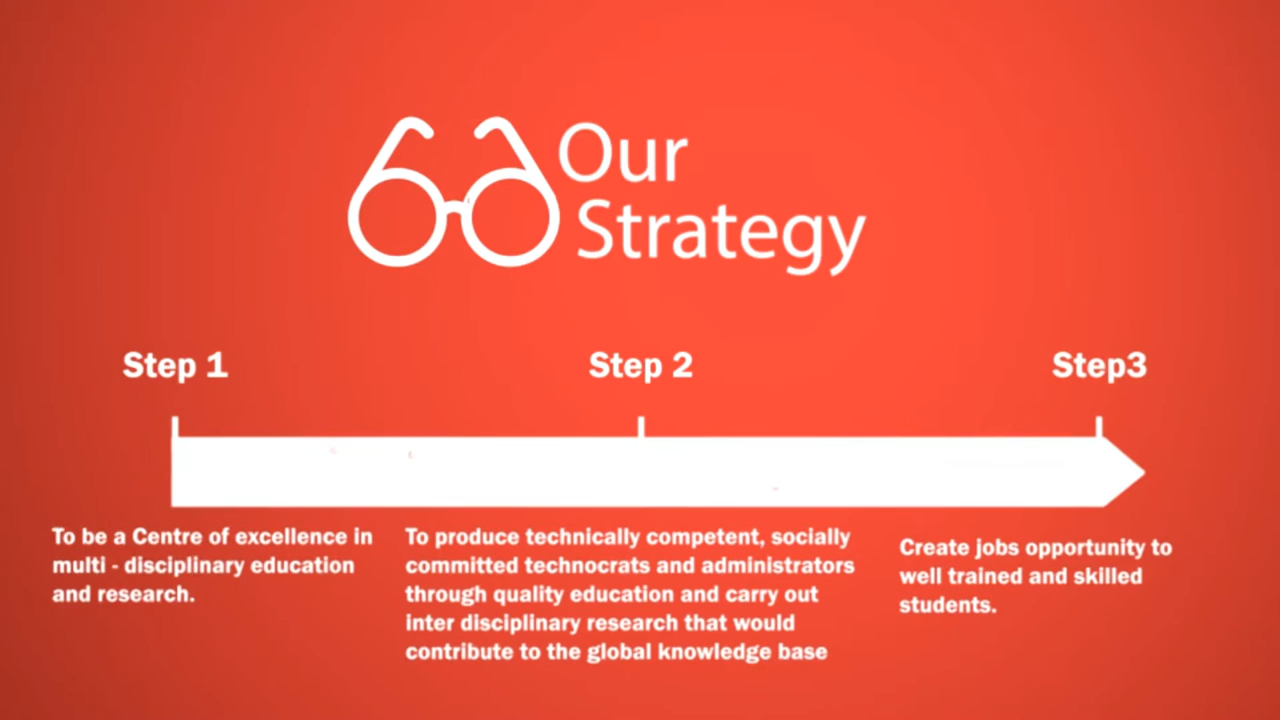 Our
Strategy
Step 1
Step 2
Step3
To be a Centre of excellence in
multi - disciplinary education
and research.
To produce technically competent, socially
committed technocrats and administrators
through quality education and carry out
inter disciplinary research that would
contribute to the global knowledge base
Create jobs opportunity to
well trained and skilled
students.